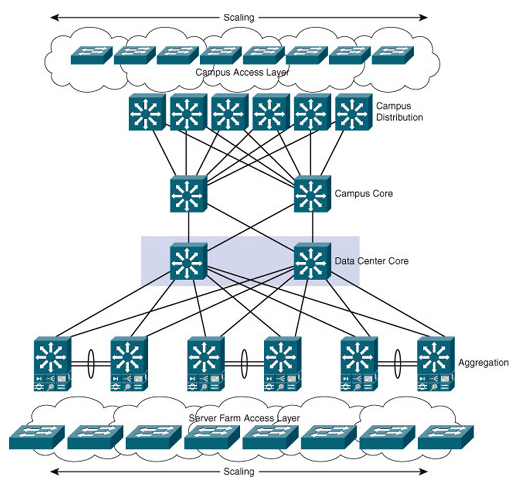 Scaling
Campus Access Layer
Campus
Distribution
Campus Core
Data Center Core
Aggregation
Server Farm Access Layer
Scaling